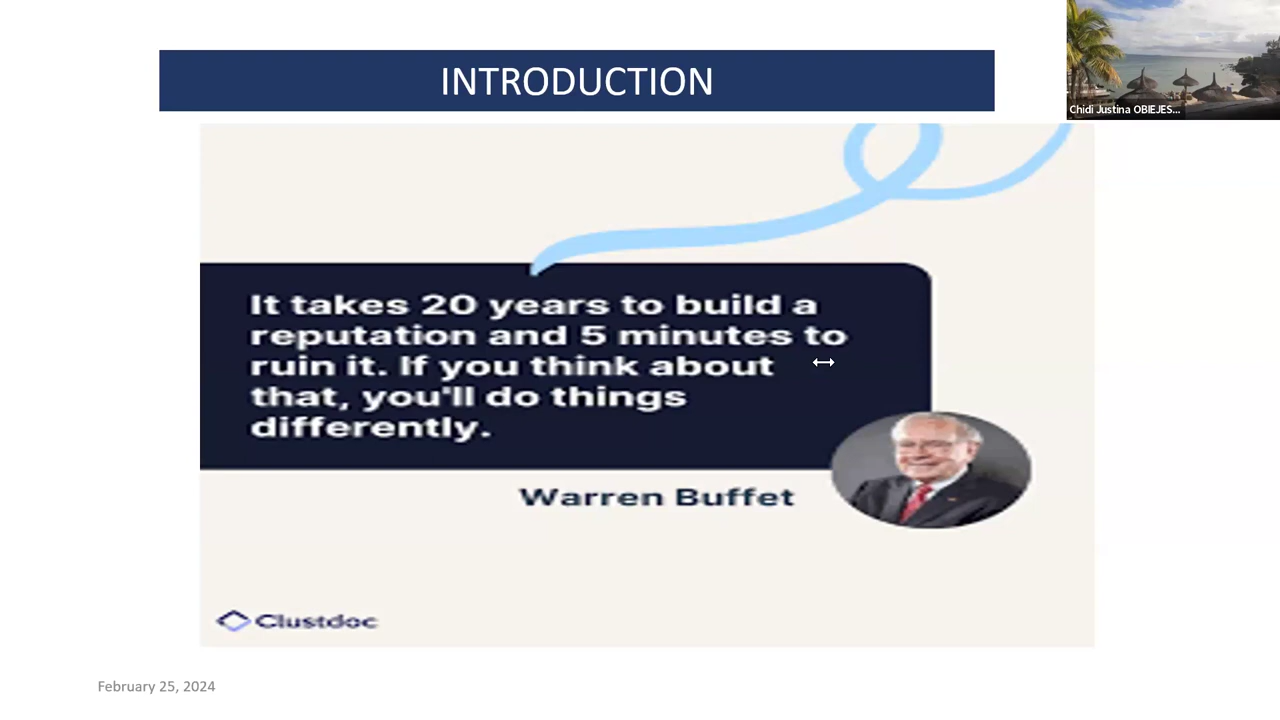 INTRODUCTION
Chidi Justina OBIEJES...
It takes 20 years to build a
reputation and 5 minutes to
ruin it. If you think about
that, you'll do things
differently.
Warren Buffet
Clustdoc
February 25, 2024